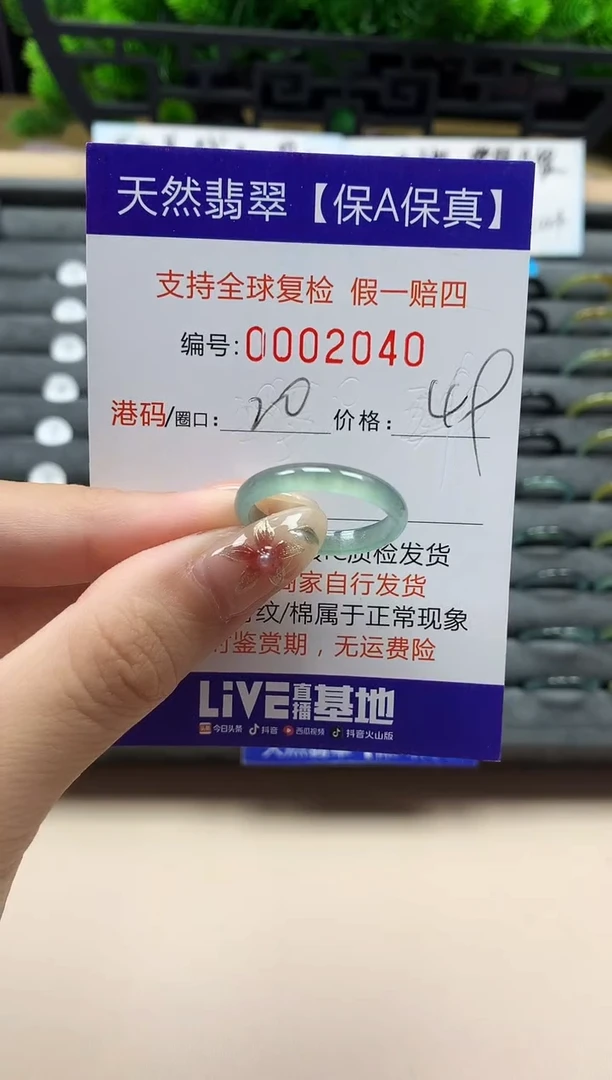 天然翡翠【保A保真】
支持全球复检 假一赔四
编号:0002040
港码/圈口: 20 价格: 49
质检发货
商家自行发货
纹/棉属于正常现象
鉴赏期,无运费险
LiVE直播基地
今日头条 抖音 西瓜视频 抖音火山版